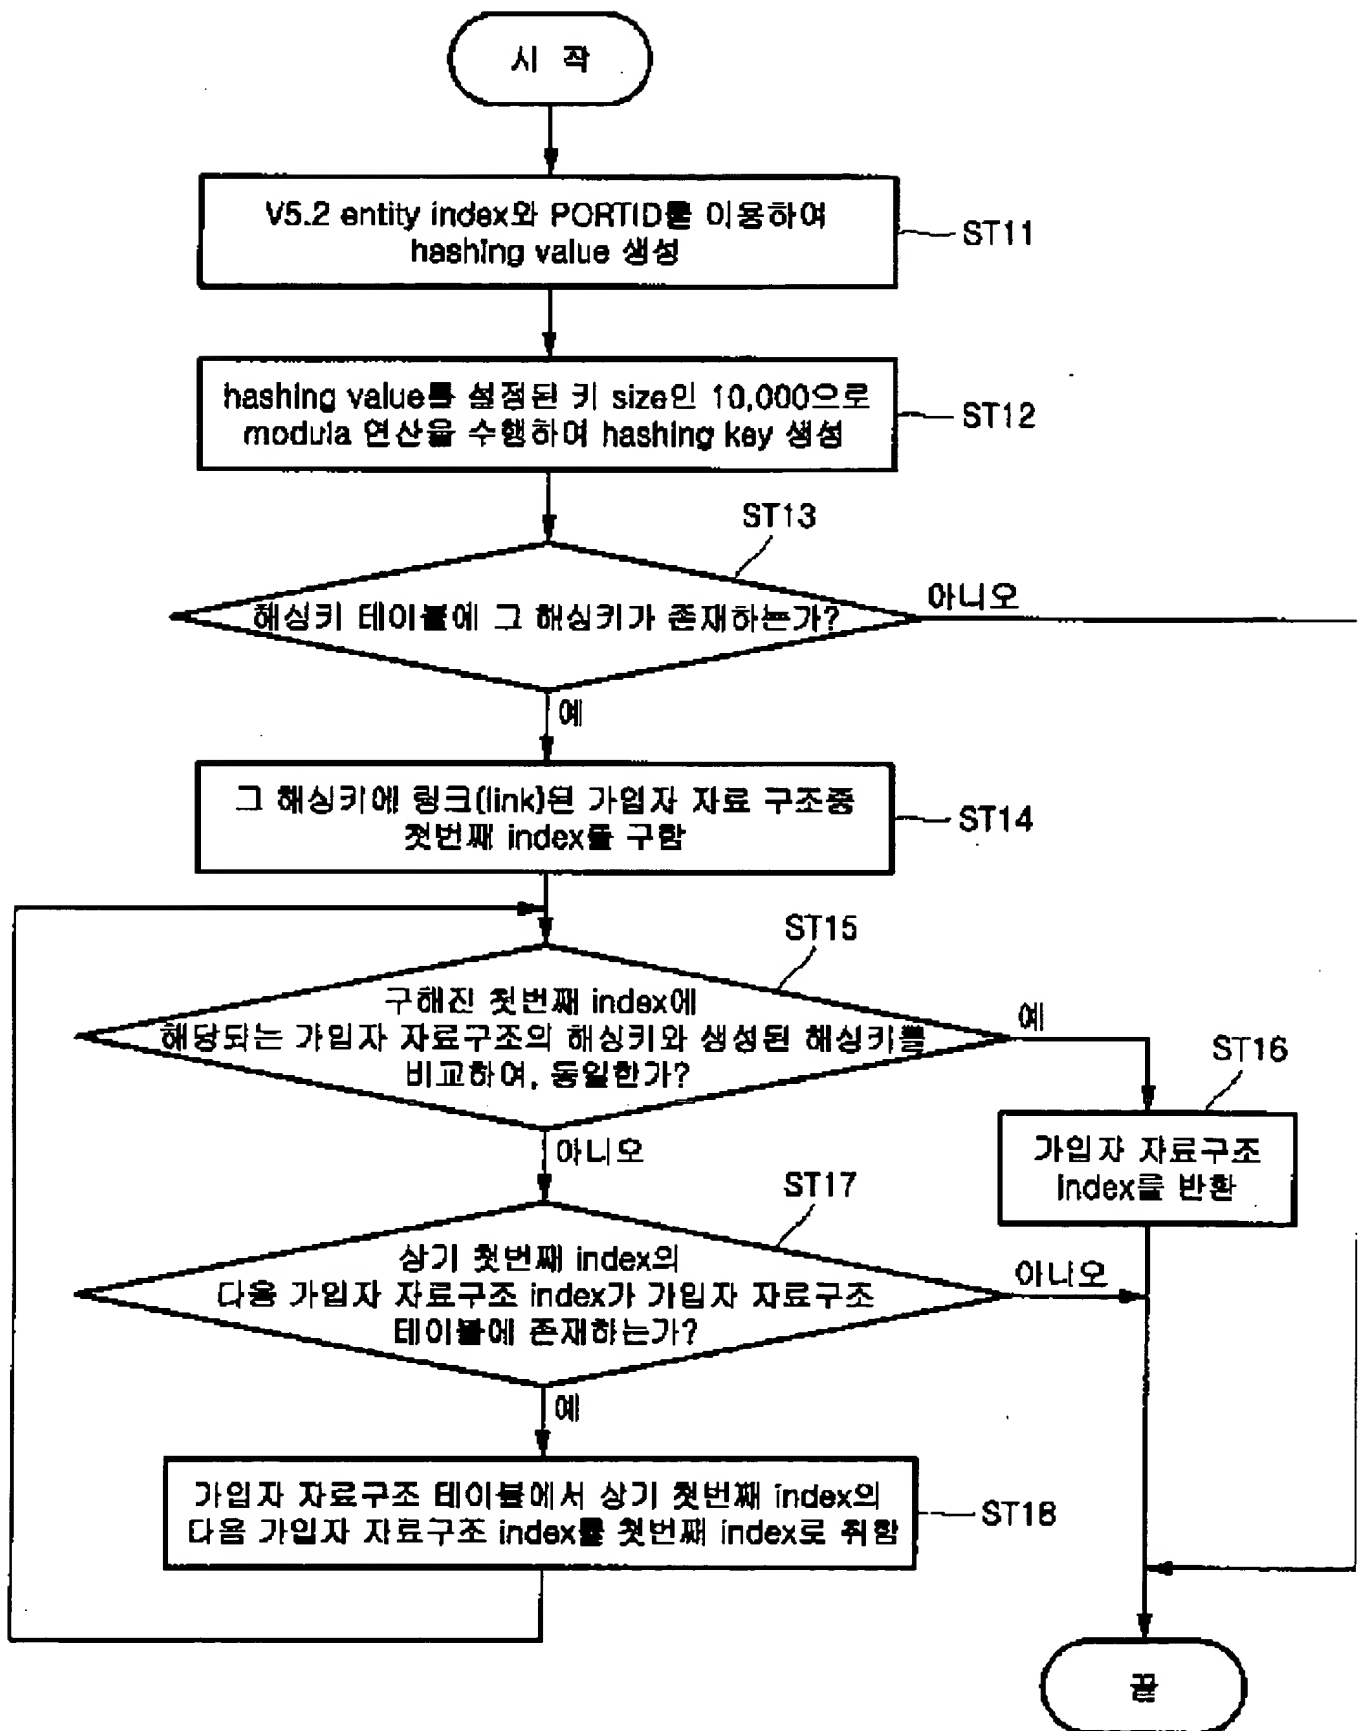 시 작
V5.2 entity index와 PORTID를 이용하여
hashing value 생성
ST11
hashing value를 설정된 키 size인 10,000으로
modula 연산을 수행하여 hashing key 생성
ST12
ST13
해싱키 테이블에 그 해싱키가 존재하는가?
아니오
예
그 해싱키에 링크(link)된 가입자 자료 구조중
첫번째 index를 구함
ST14
ST15
구해진 첫번째 index에
해당되는 가입자 자료구조의 해싱키와 생성된 해싱키를
비교하여, 동일한가?
예
ST16
가입자 자료구조
index를 반환
아니오
ST17
상기 첫번째 index의
다음 가입자 자료구조 index가 가입자 자료구조
테이블에 존재하는가?
아니오
예
가입자 자료구조 테이블에서 상기 첫번째 index의
다음 가입자 자료구조 index를 첫번째 index로 취함
ST18
끝